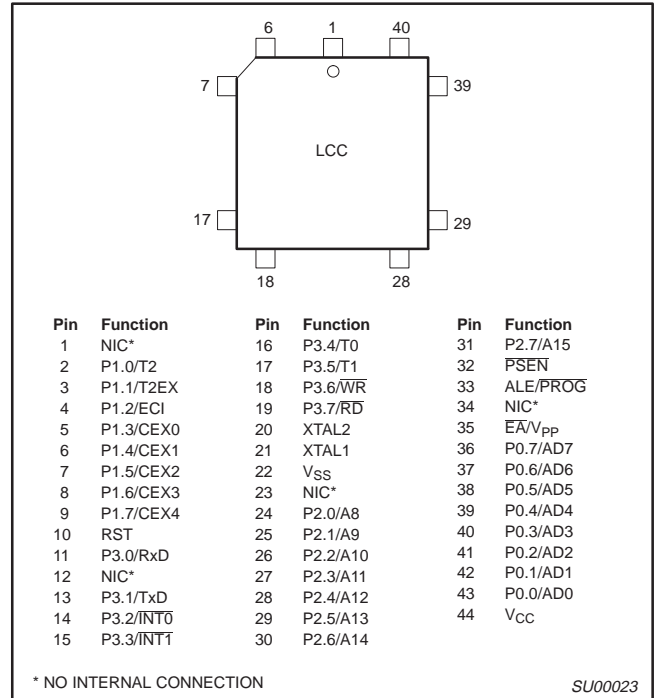 6 1 40
7 39
LCC
17 29
18 28
Pin Function Pin Function Pin Function
1 NIC* 16 P3.4/T0 31 P2.7/A15
2 P1.0/T2 17 P3.5/T1 32 P̅S̅E̅N̅
3 P1.1/T2EX 18 P3.6/W̅R̅ 33 ALE/P̅R̅O̅G̅
4 P1.2/ECI 19 P3.7/R̅D̅ 34 NIC*
5 P1.3/CEX0 20 XTAL2 35 E̅A̅/VPP
6 P1.4/CEX1 21 XTAL1 36 P0.7/AD7
7 P1.5/CEX2 22 VSS 37 P0.6/AD6
8 P1.6/CEX3 23 NIC* 38 P0.5/AD5
9 P1.7/CEX4 24 P2.0/A8 39 P0.4/AD4
10 RST 25 P2.1/A9 40 P0.3/AD3
11 P3.0/RxD 26 P2.2/A10 41 P0.2/AD2
12 NIC* 27 P2.3/A11 42 P0.1/AD1
13 P3.1/TxD 28 P2.4/A12 43 P0.0/AD0
14 P3.2/I̅N̅T̅0̅ 29 P2.5/A13 44 VCC
15 P3.3/I̅N̅T̅1̅ 30 P2.6/A14
* NO INTERNAL CONNECTION SU00023